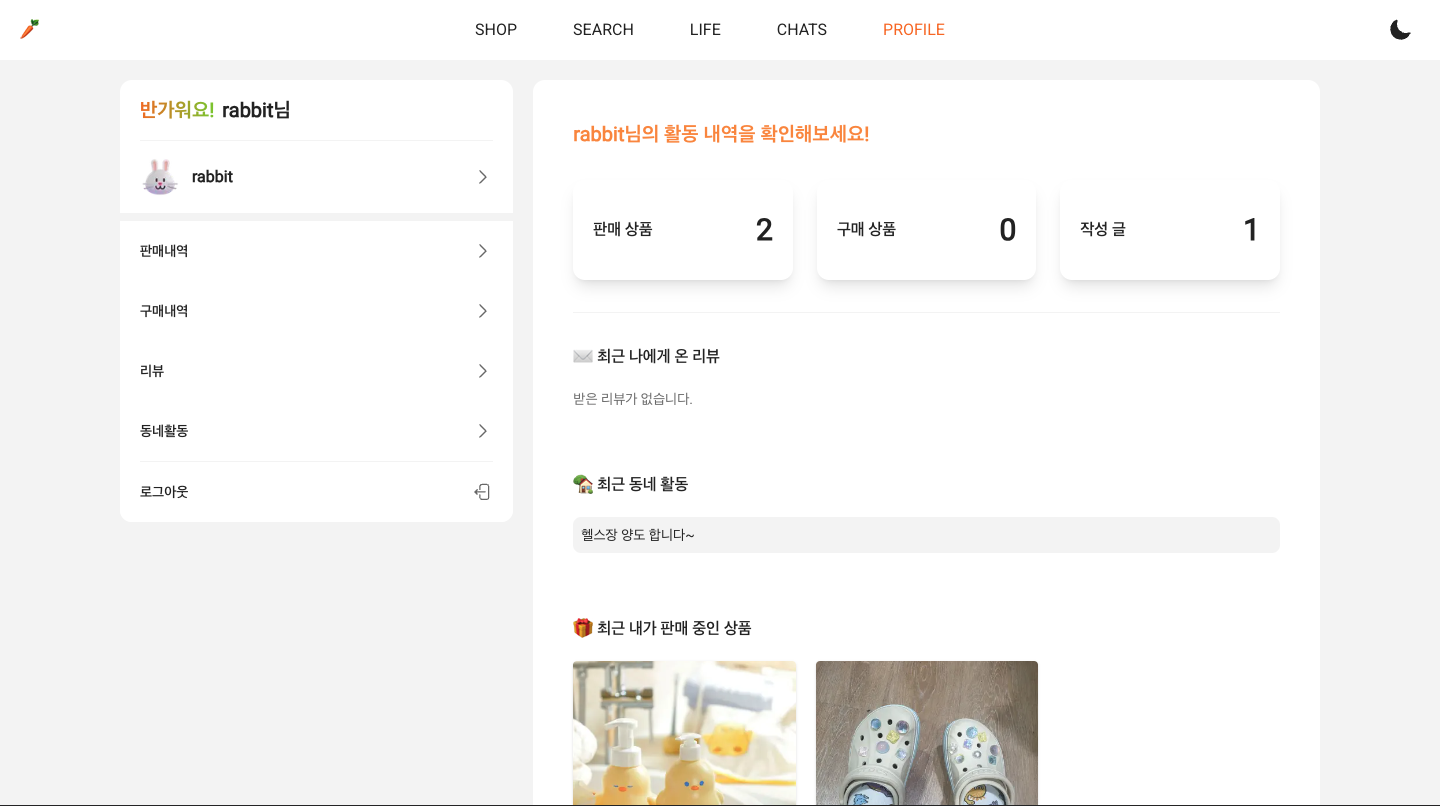 SHOP
SEARCH
LIFE
CHATS
PROFILE
반가워요! rabbit님
rabbit
판매내역
구매내역
리뷰
동네활동
로그아웃
rabbit님의 활동 내역을 확인해보세요!
판매 상품 2
구매 상품 0
작성 글 1
최근 나에게 온 리뷰
받은 리뷰가 없습니다.
최근 동네 활동
헬스장 양도 합니다~
최근 내가 판매 중인 상품